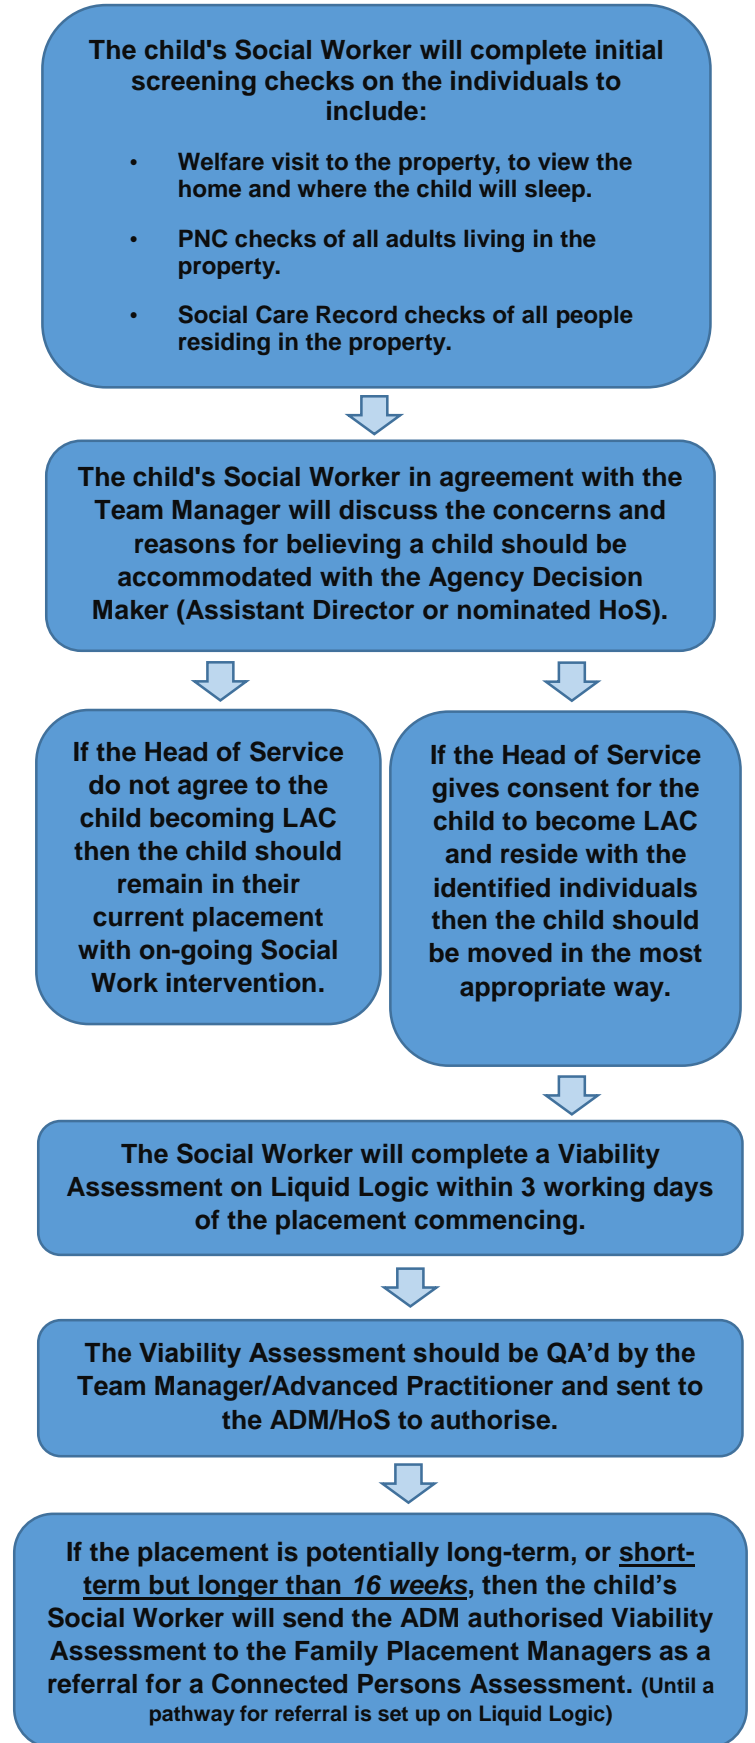 The child's Social Worker will complete initial
screening checks on the individuals to
include:
• Welfare visit to the property, to view the
home and where the child will sleep.
• PNC checks of all adults living in the
property.
• Social Care Record checks of all people
residing in the property.
The child's Social Worker in agreement with the
Team Manager will discuss the concerns and
reasons for believing a child should be
accommodated with the Agency Decision
Maker (Assistant Director or nominated HoS).
If the Head of Service
do not agree to the
child becoming LAC
then the child should
remain in their
current placement
with on-going Social
Work intervention.
If the Head of Service
gives consent for the
child to become LAC
and reside with the
identified individuals
then the child should
be moved in the most
appropriate way.
The Social Worker will complete a Viability
Assessment on Liquid Logic within 3 working days
of the placement commencing.
The Viability Assessment should be QA’d by the
Team Manager/Advanced Practitioner and sent to
the ADM/HoS to authorise.
If the placement is potentially long-term, or short-
term but longer than 16 weeks, then the child’s
Social Worker will send the ADM authorised Viability
Assessment to the Family Placement Managers as a
referral for a Connected Persons Assessment. (Until a
pathway for referral is set up on Liquid Logic)